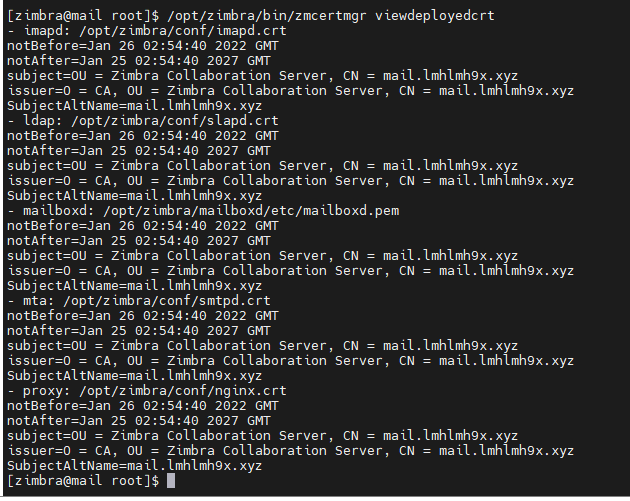 [zimbra@mail root]$ /opt/zimbra/bin/zmcertmgr viewdeployedcrt
- imapd: /opt/zimbra/conf/imapd.crt
notBefore=Jan 26 02:54:40 2022 GMT
notAfter=Jan 25 02:54:40 2027 GMT
subject=OU = Zimbra Collaboration Server, CN = mail.lmhlmh9x.xyz
issuer=O = CA, OU = Zimbra Collaboration Server, CN = mail.lmhlmh9x.xyz
SubjectAltName=mail.lmhlmh9x.xyz
- ldap: /opt/zimbra/conf/slapd.crt
notBefore=Jan 26 02:54:40 2022 GMT
notAfter=Jan 25 02:54:40 2027 GMT
subject=OU = Zimbra Collaboration Server, CN = mail.lmhlmh9x.xyz
issuer=O = CA, OU = Zimbra Collaboration Server, CN = mail.lmhlmh9x.xyz
SubjectAltName=mail.lmhlmh9x.xyz
- mailboxd: /opt/zimbra/mailboxd/etc/mailboxd.pem
notBefore=Jan 26 02:54:40 2022 GMT
notAfter=Jan 25 02:54:40 2027 GMT
subject=OU = Zimbra Collaboration Server, CN = mail.lmhlmh9x.xyz
issuer=O = CA, OU = Zimbra Collaboration Server, CN = mail.lmhlmh9x.xyz
SubjectAltName=mail.lmhlmh9x.xyz
- mta: /opt/zimbra/conf/smtpd.crt
notBefore=Jan 26 02:54:40 2022 GMT
notAfter=Jan 25 02:54:40 2027 GMT
subject=OU = Zimbra Collaboration Server, CN = mail.lmhlmh9x.xyz
issuer=O = CA, OU = Zimbra Collaboration Server, CN = mail.lmhlmh9x.xyz
SubjectAltName=mail.lmhlmh9x.xyz
- proxy: /opt/zimbra/conf/nginx.crt
notBefore=Jan 26 02:54:40 2022 GMT
notAfter=Jan 25 02:54:40 2027 GMT
subject=OU = Zimbra Collaboration Server, CN = mail.lmhlmh9x.xyz
issuer=O = CA, OU = Zimbra Collaboration Server, CN = mail.lmhlmh9x.xyz
SubjectAltName=mail.lmhlmh9x.xyz
[zimbra@mail root]$